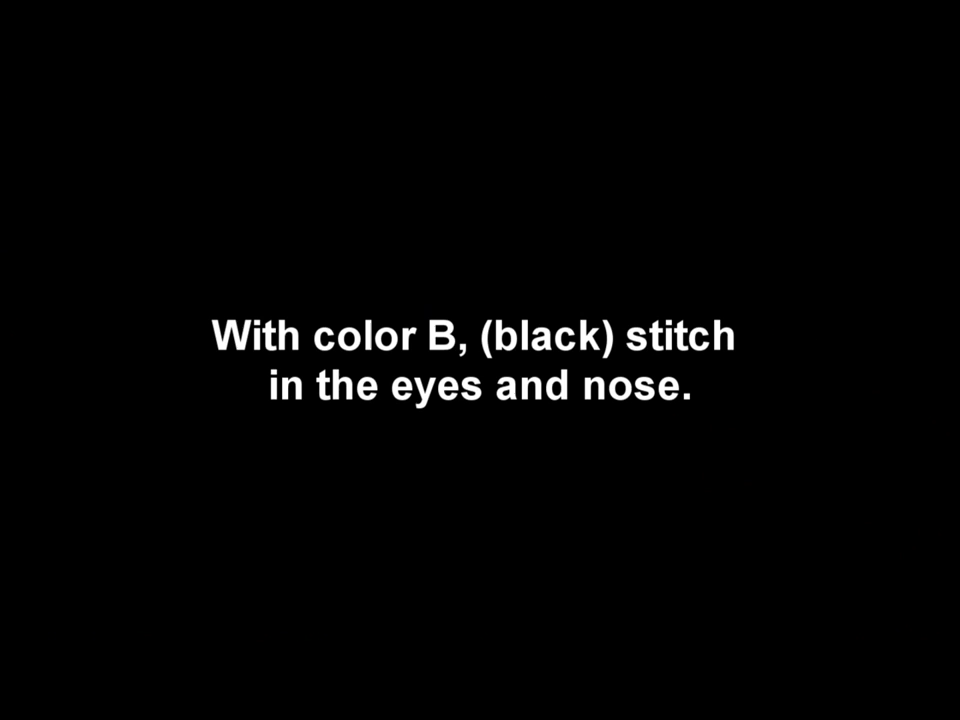 With color B, (black) stitch
in the eyes and nose.